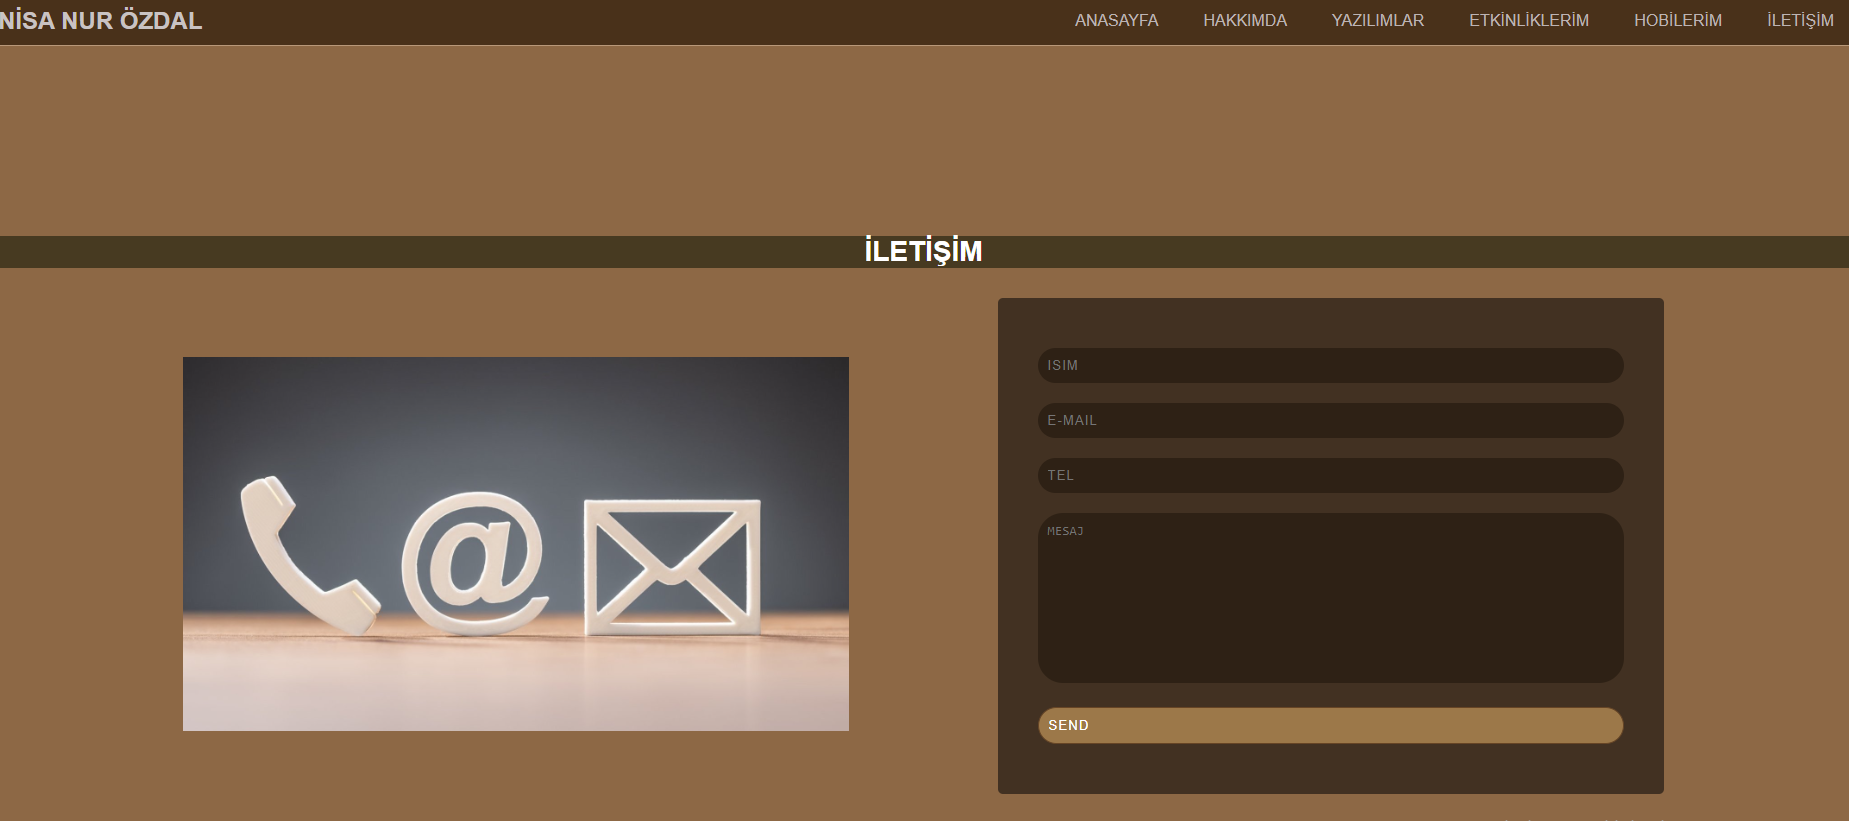 NİSA NUR ÖZDAL
ANASAYFA HAKKIMDA YAZILIMLAR ETKİNLİKLERİM HOBİLERİM İLETİŞİM
İLETİŞİM
ISIM
E-MAIL
TEL
MESAJ
SEND
@